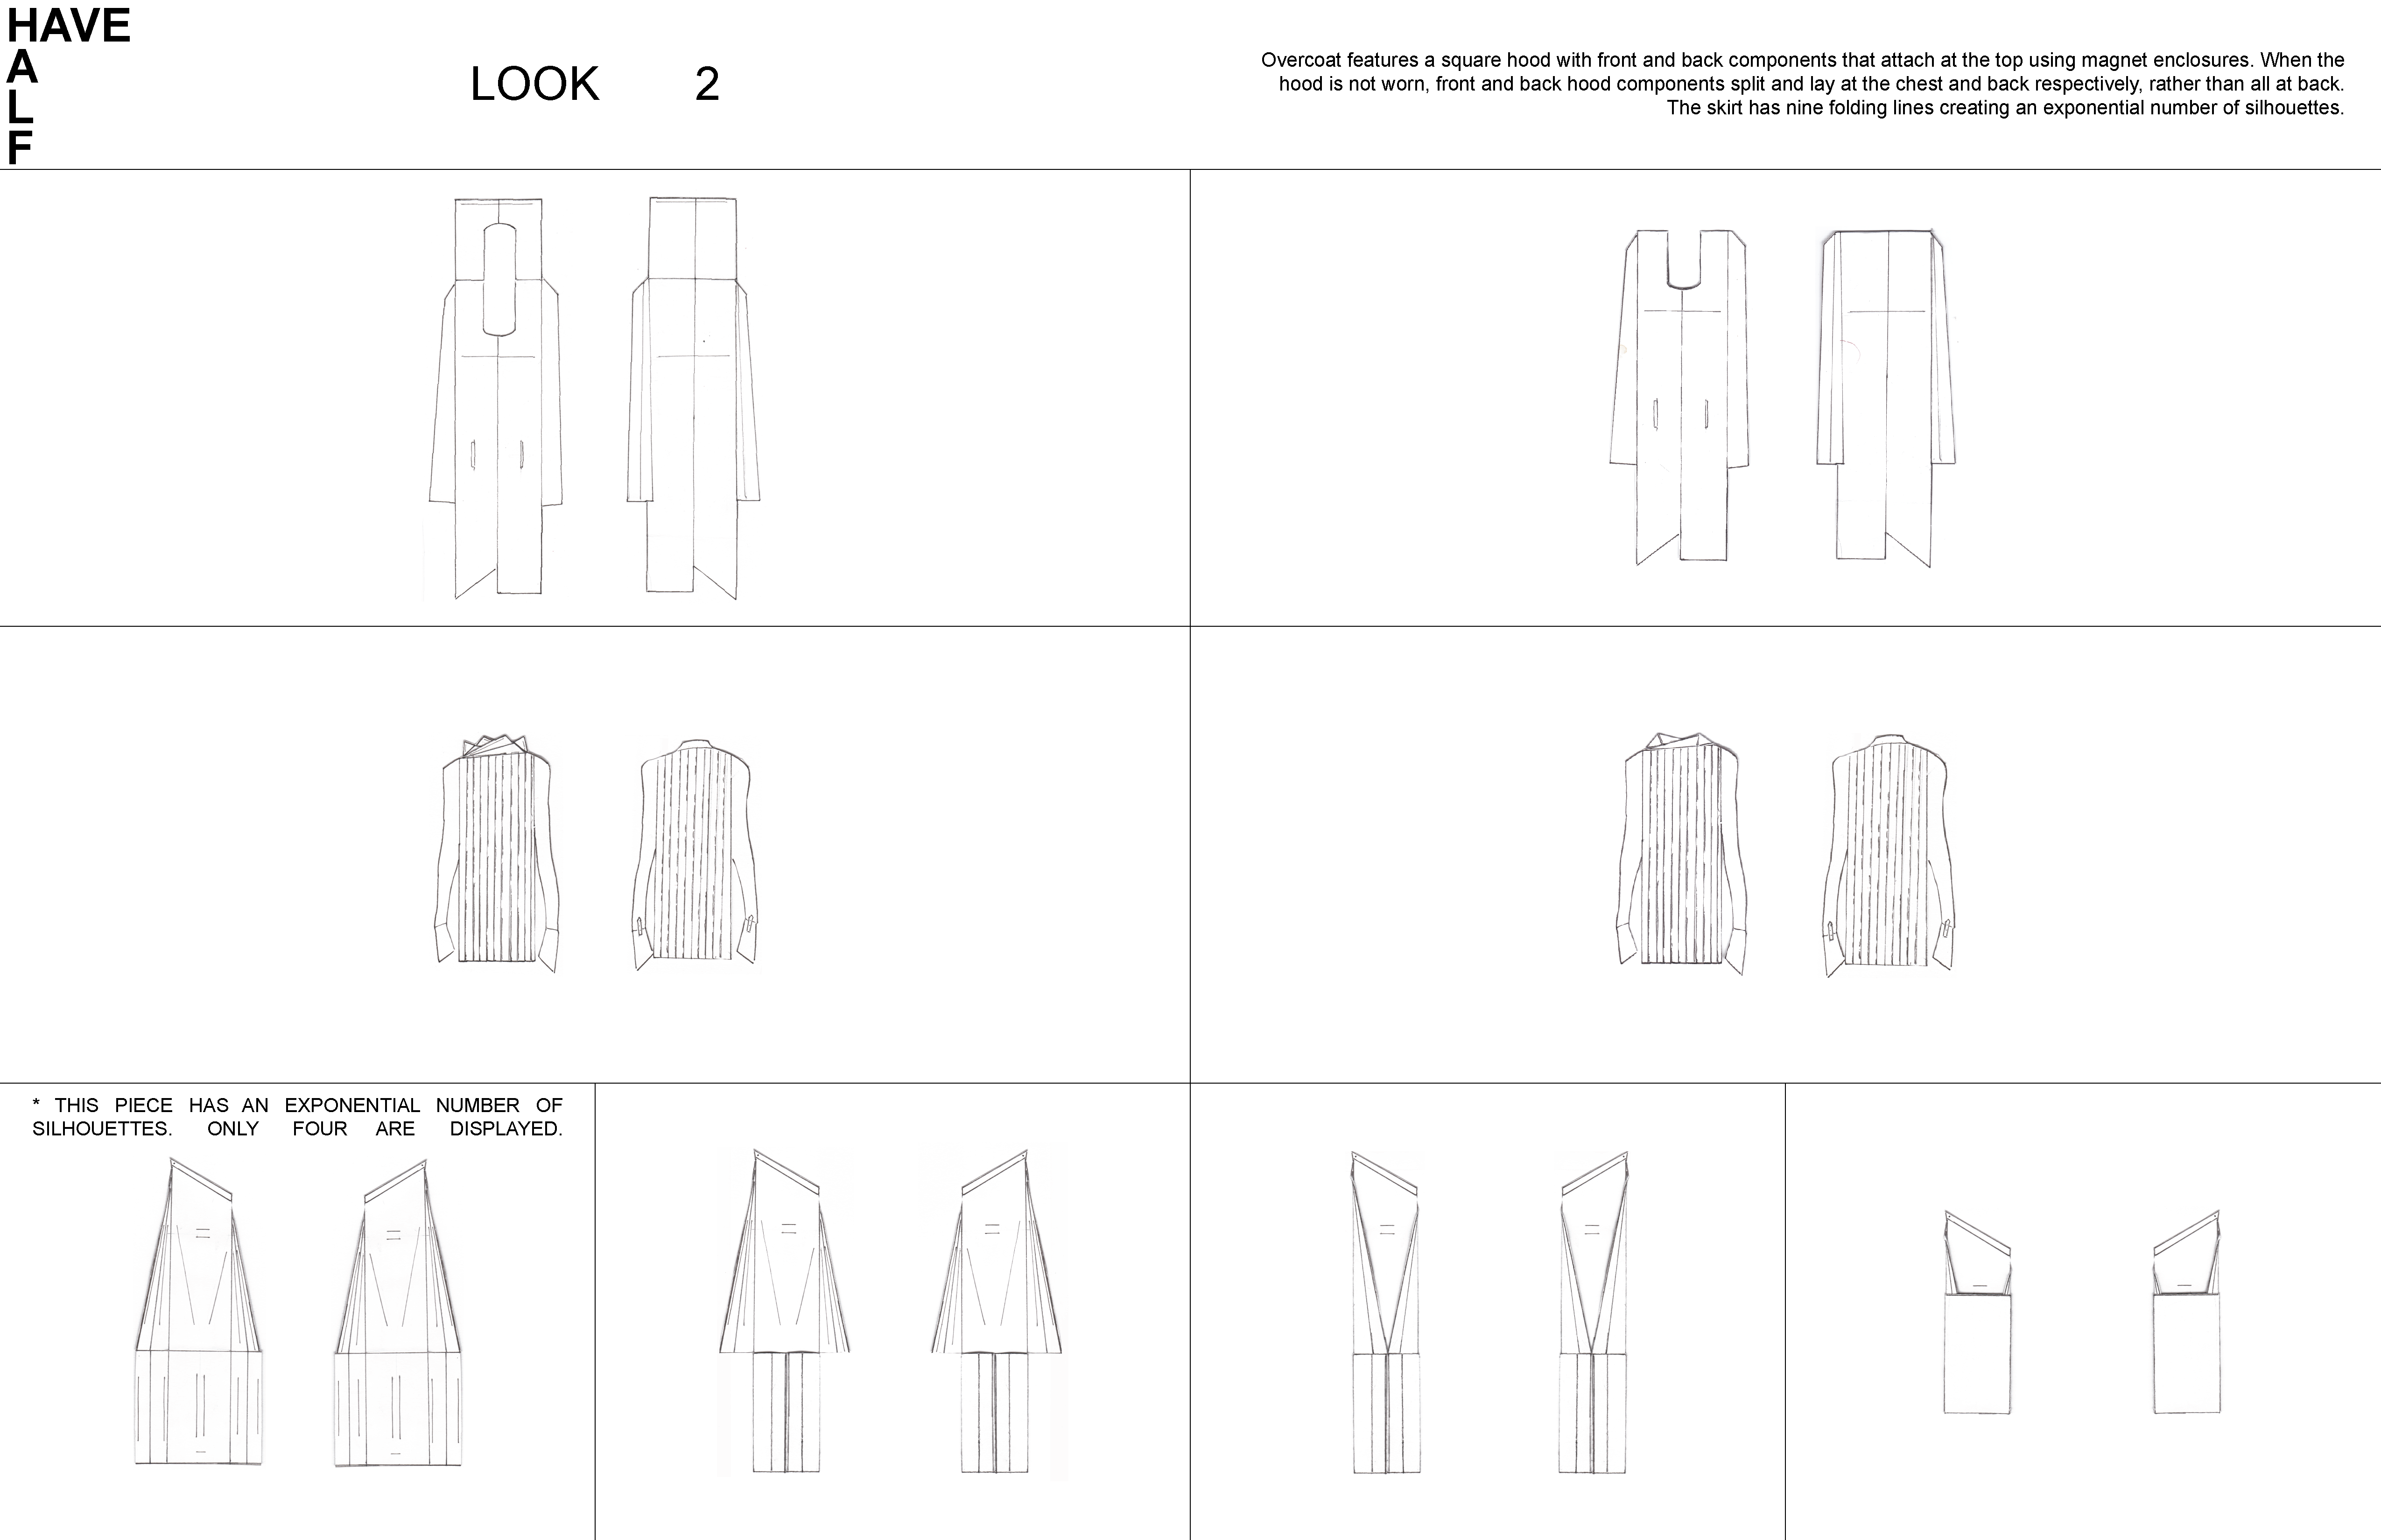 HAVE
A
L
F
LOOK 2
Overcoat features a square hood with front and back components that attach at the top using magnet enclosures. When the
hood is not worn, front and back hood components split and lay at the chest and back respectively, rather than all at back.
The skirt has nine folding lines creating an exponential number of silhouettes.
* THIS PIECE HAS AN EXPONENTIAL NUMBER OF
SILHOUETTES. ONLY FOUR ARE DISPLAYED.